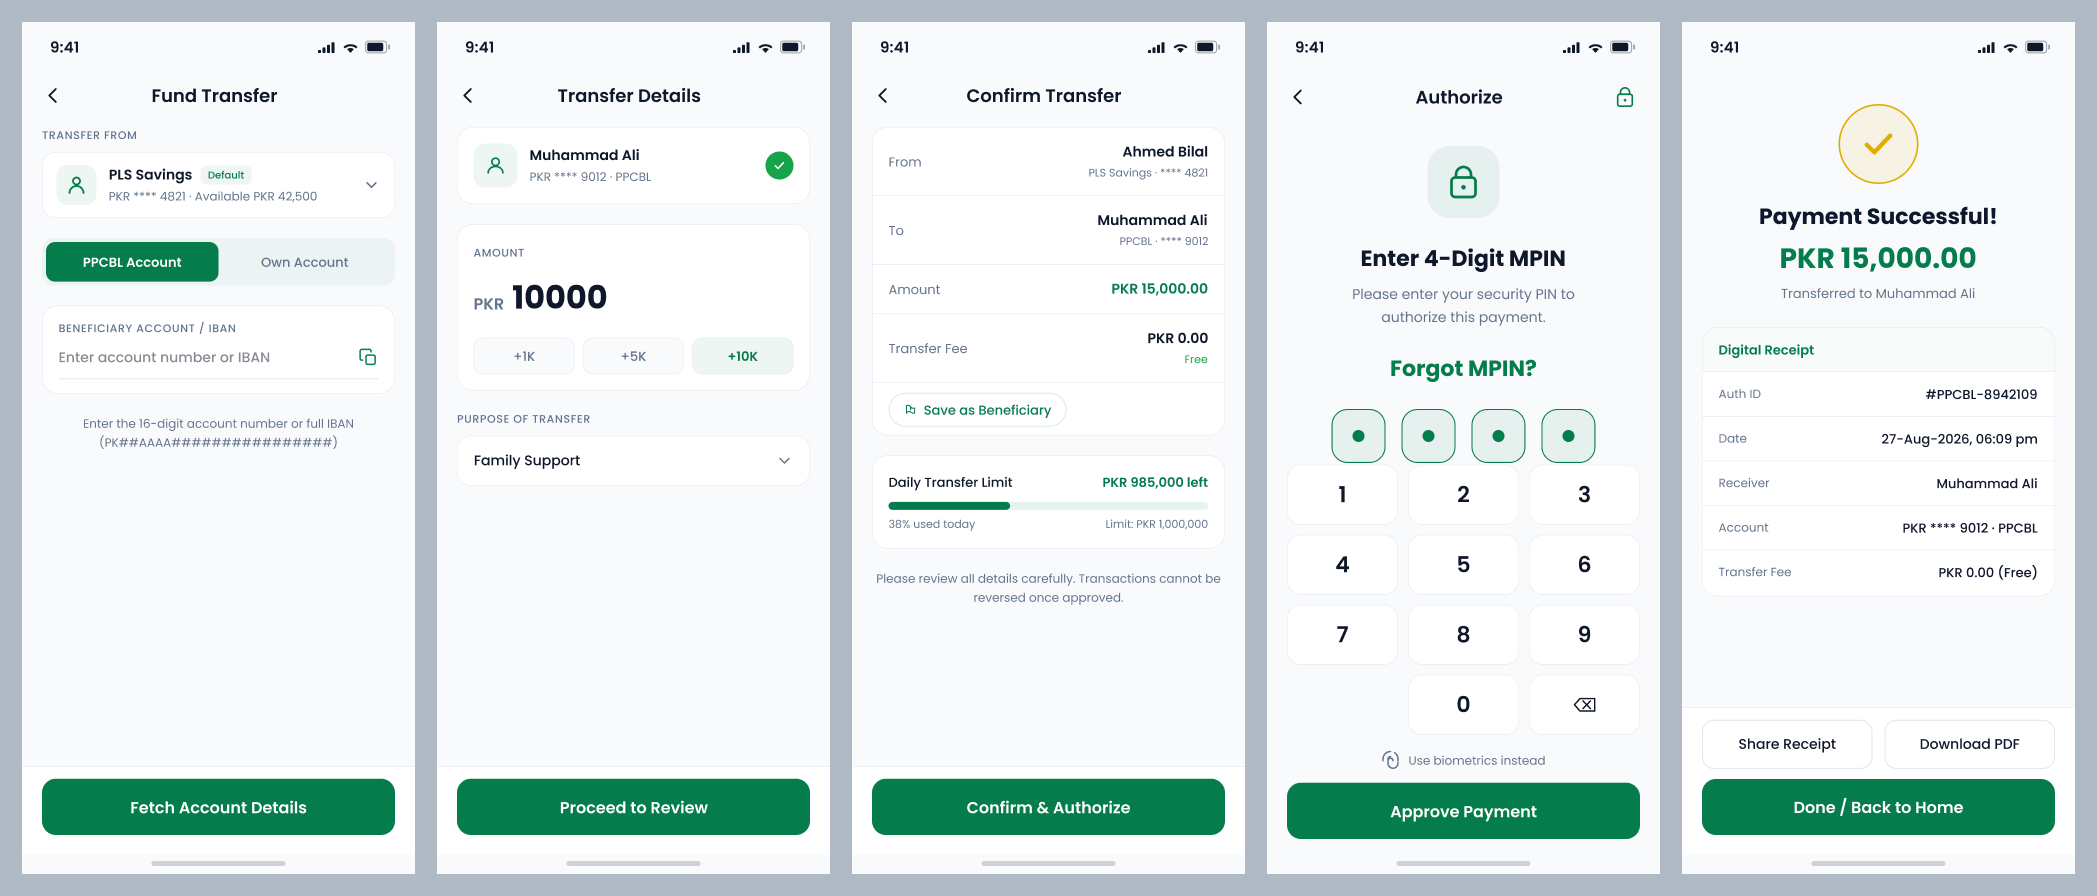 9:41
Fund Transfer
TRANSFER FROM
PLS Savings Default
PKR **** 4821 · Available PKR 42,500
PPCBL Account Own Account
BENEFICIARY ACCOUNT / IBAN
Enter account number or IBAN
Enter the 16-digit account number or full IBAN
(PK##AAAA################)
Fetch Account Details
9:41
Transfer Details
Muhammad Ali
PKR **** 9012 · PPCBL
AMOUNT
PKR 10000
+1K +5K +10K
PURPOSE OF TRANSFER
Family Support
Proceed to Review
9:41
Confirm Transfer
From Ahmed Bilal
PLS Savings · **** 4821
To Muhammad Ali
PPCBL · **** 9012
Amount PKR 15,000.00
Transfer Fee PKR 0.00
Free
Save as Beneficiary
Daily Transfer Limit PKR 985,000 left
38% used today Limit: PKR 1,000,000
Please review all details carefully. Transactions cannot be
reversed once approved.
Confirm & Authorize
9:41
Authorize
Enter 4-Digit MPIN
Please enter your security PIN to
authorize this payment.
Forgot MPIN?
1 2 3
4 5 6
7 8 9
0
Use biometrics instead
Approve Payment
9:41
Payment Successful!
PKR 15,000.00
Transferred to Muhammad Ali
Digital Receipt
Auth ID #PPCBL-8942109
Date 27-Aug-2026, 06:09 pm
Receiver Muhammad Ali
Account PKR **** 9012 · PPCBL
Transfer Fee PKR 0.00 (Free)
Share Receipt Download PDF
Done / Back to Home